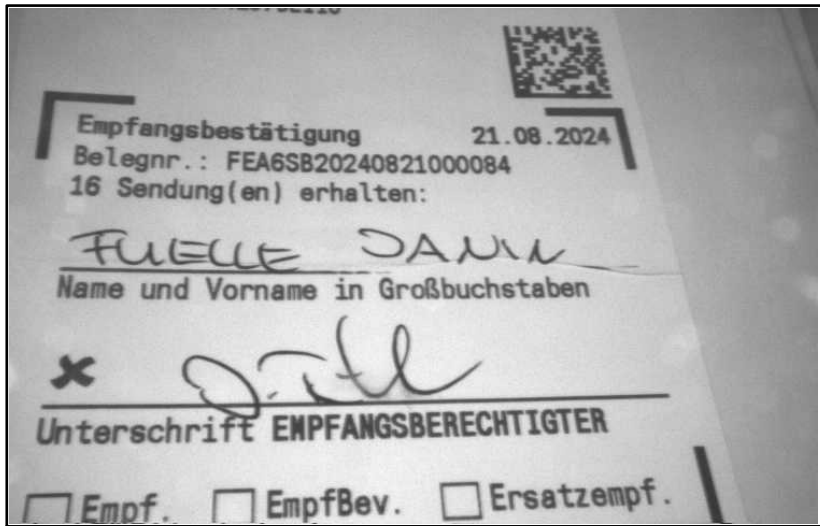 Empfangsbestätigung 21.08.2024
Belegnr.: FEA6SB20240821000084
16 Sendung(en) erhalten:
FUELLE JANN
Name und Vorname in Großbuchstaben
Unterschrift EMPFANGSBERECHTIGTER
Empf. EmpfBev. Ersatzempf.